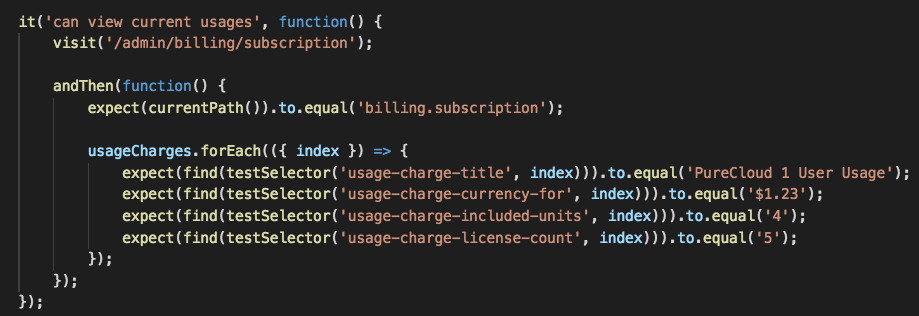 it('can view current usages', function() {
    visit('/admin/billing/subscription');

    andThen(function() {
        expect(currentPath()).to.equal('billing.subscription');

        usageCharges.forEach(({ index }) => {
            expect(find(testSelector('usage-charge-title', index))).to.equal('PureCloud 1 User Usage');
            expect(find(testSelector('usage-charge-currency-for', index))).to.equal('$1.23');
            expect(find(testSelector('usage-charge-included-units', index))).to.equal('4');
            expect(find(testSelector('usage-charge-license-count', index))).to.equal('5');
        });
    });
});